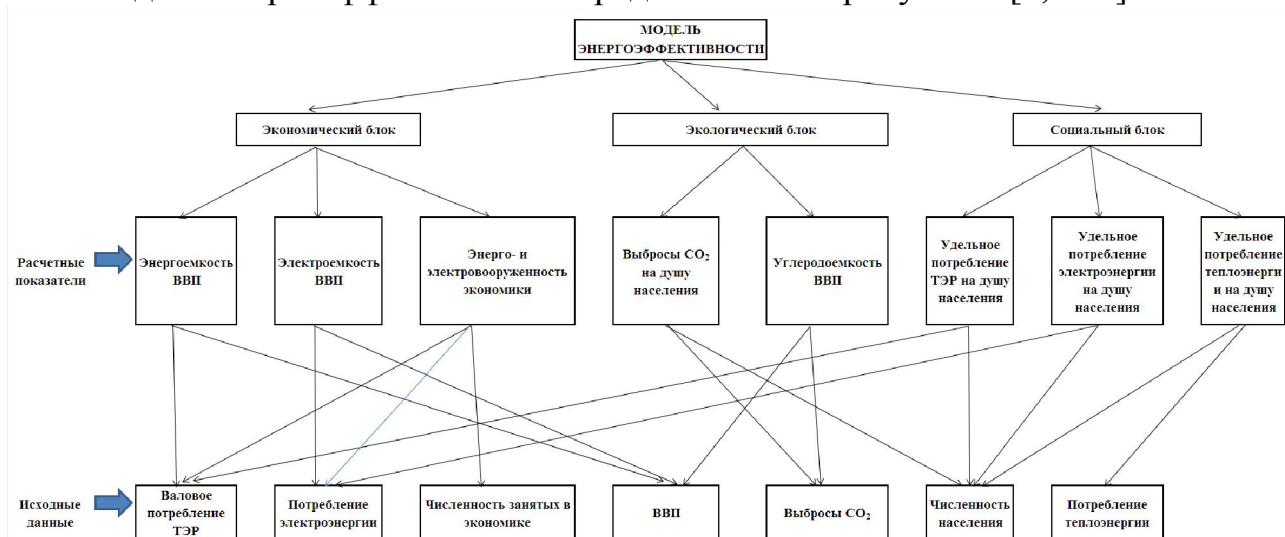 МОДЕЛЬ
ЭНЕРГОЭФФЕКТИВНОСТИ
Экономический блок
Экологический блок
Социальный блок
Расчетные
показатели
Энергоемкость
ВВП
Электроемкость
ВВП
Энерго- и
электровооруженность
экономики
Выбросы CO₂
на душу
населения
Углеродоемкость
ВВП
Удельное
потребление
ТЭР на душу
населения
Удельное
потребление
электроэнергии
на душу
населения
Удельное
потребление
теплоэнерги
и на душу
населения
Исходные
данные
Валовое
потребление
ТЭР
Потребление
электроэнергии
Численность занятых в
экономике
ВВП
Выбросы CO₂
Численность
населения
Потребление
теплоэнергии